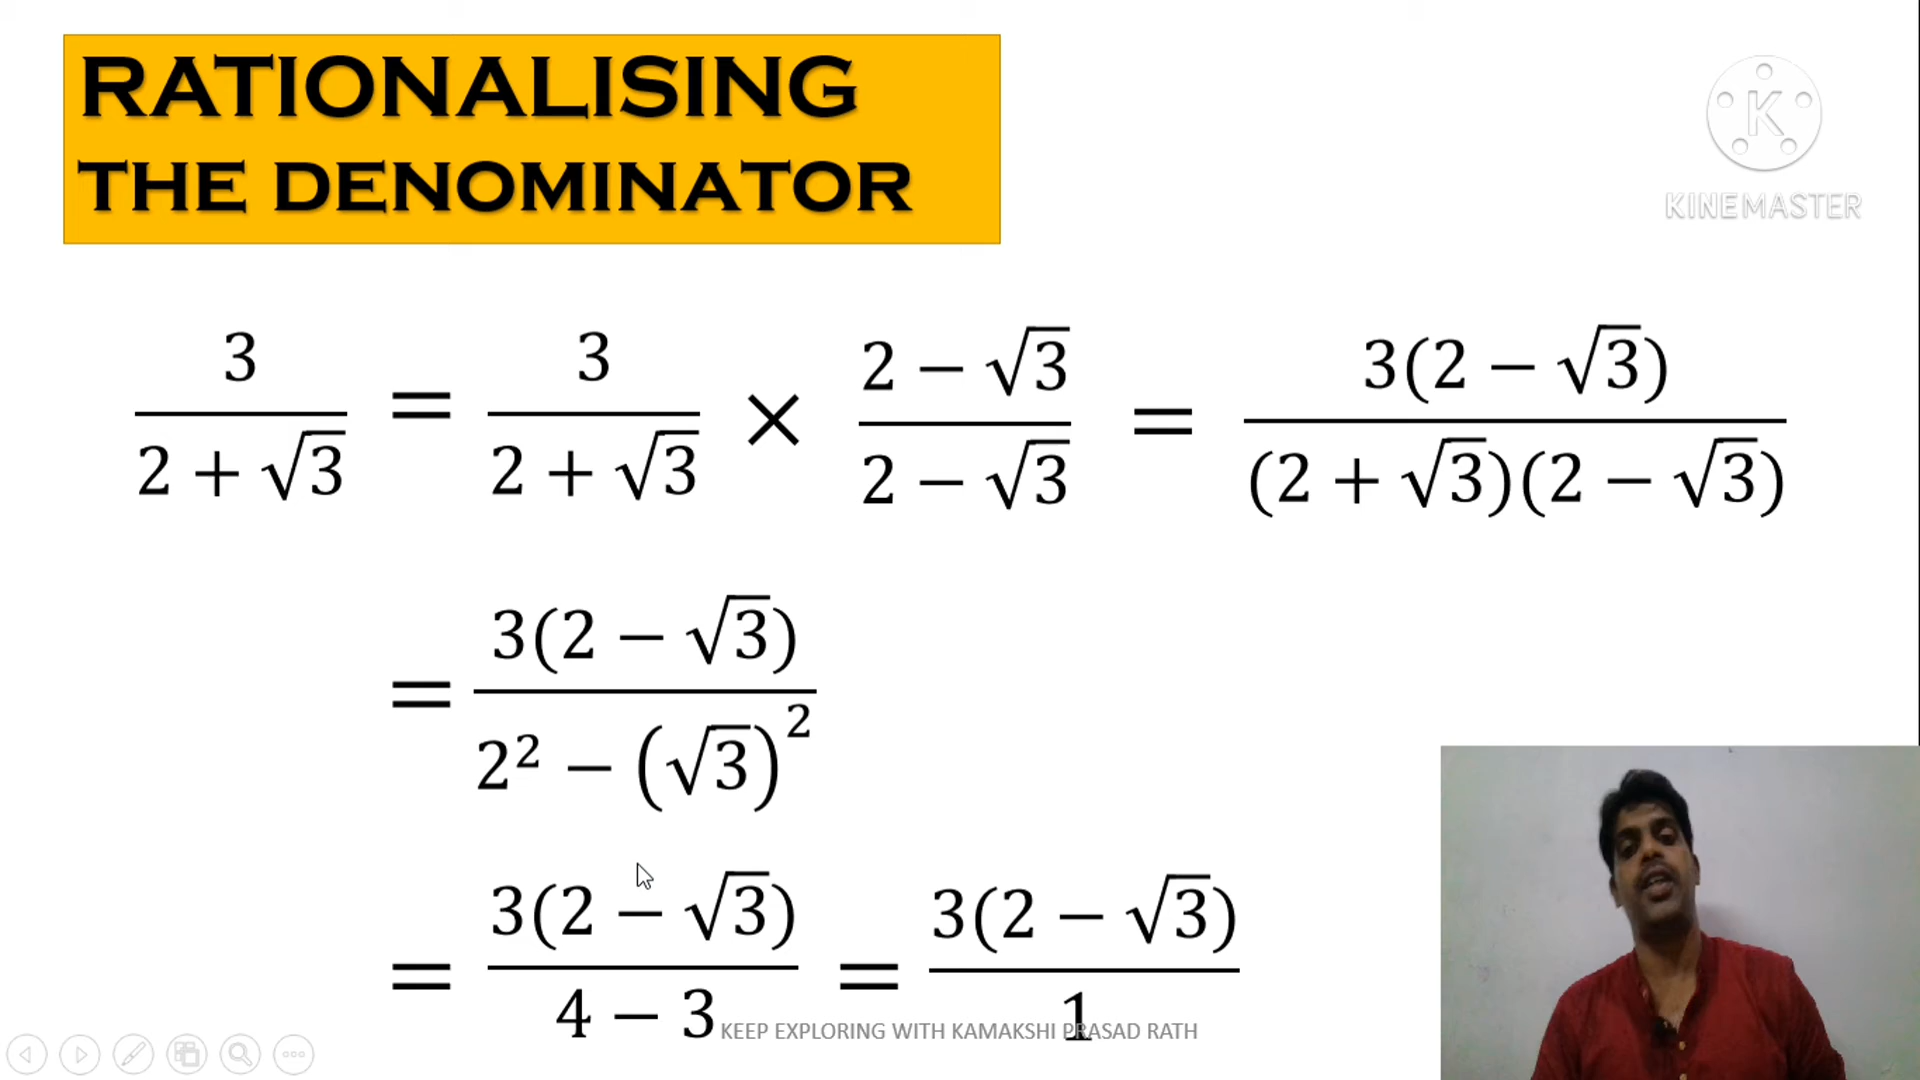 RATIONALISING
THE DENOMINATOR
K
KINEMASTER
3/(2 + √3) = 3/(2 + √3) × (2 − √3)/(2 − √3) = 3(2 − √3)/((2 + √3)(2 − √3))
= 3(2 − √3)/(2² − (√3)²)
= 3(2 − √3)/(4 − 3) = 3(2 − √3)/1
KEEP EXPLORING WITH KAMAKSHI PRASAD RATH